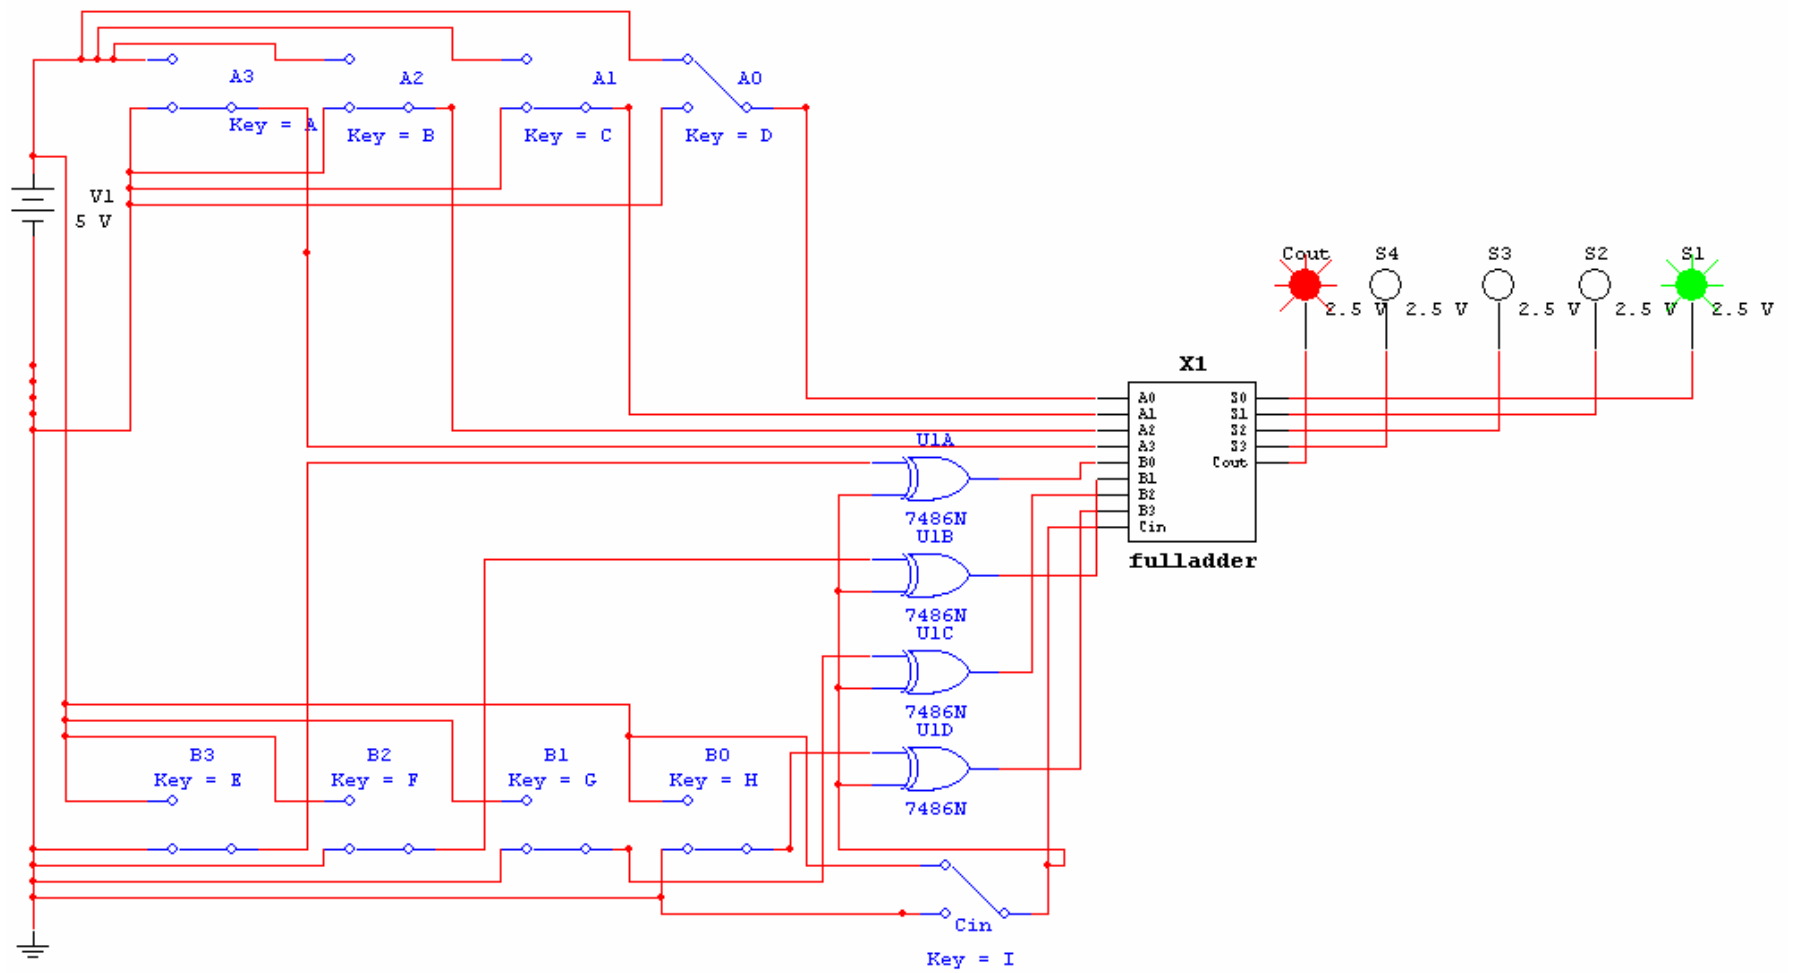 A3
A2
A1
A0
Key = A
Key = B
Key = C
Key = D
V1
5 V
Cout
S4
S3
S2
S1
2.5 V
2.5 V
2.5 V
2.5 V
2.5 V
X1
A0
S0
A1
S1
A2
S2
A3
S3
B0
Cout
B1
B2
B3
Cin
fulladder
U1A
7486N
U1B
7486N
U1C
7486N
U1D
7486N
B3
B2
B1
B0
Key = E
Key = F
Key = G
Key = H
Cin
Key = I